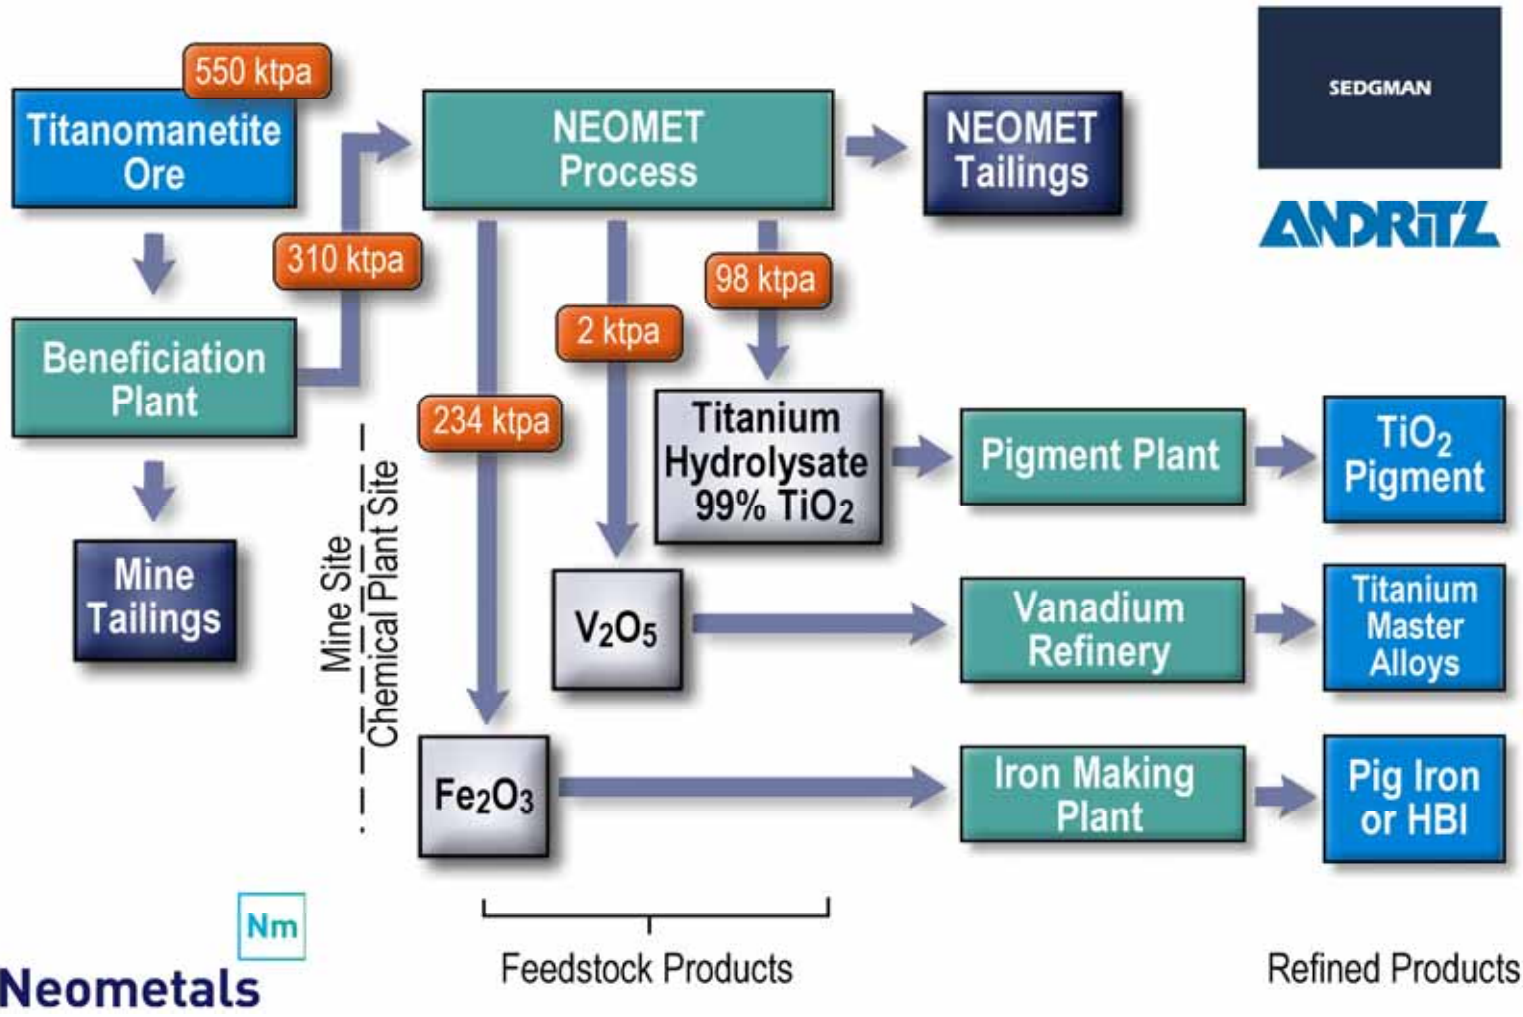 550 ktpa
Titanomanetite
Ore
NEOMET
Process
NEOMET
Tailings
SEDGMAN
ANDRITZ
310 ktpa
98 ktpa
2 ktpa
234 ktpa
Beneficiation
Plant
Mine
Tailings
Mine Site
Chemical Plant Site
Titanium
Hydrolysate
99% TiO2
Pigment Plant
TiO2
Pigment
V2O5
Vanadium
Refinery
Titanium
Master
Alloys
Fe2O3
Iron Making
Plant
Pig Iron
or HBI
Nm
Neometals
Feedstock Products
Refined Products